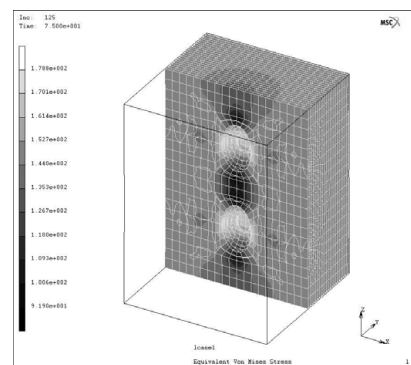 Inc: 125
Time: 7.500e+001
MSC
1.788e+002
1.701e+002
1.614e+002
1.527e+002
1.440e+002
1.353e+002
1.267e+002
1.180e+002
1.093e+002
1.006e+002
9.190e+001
Z
Y
X
lcase1
Equivalent Von Mises Stress
1